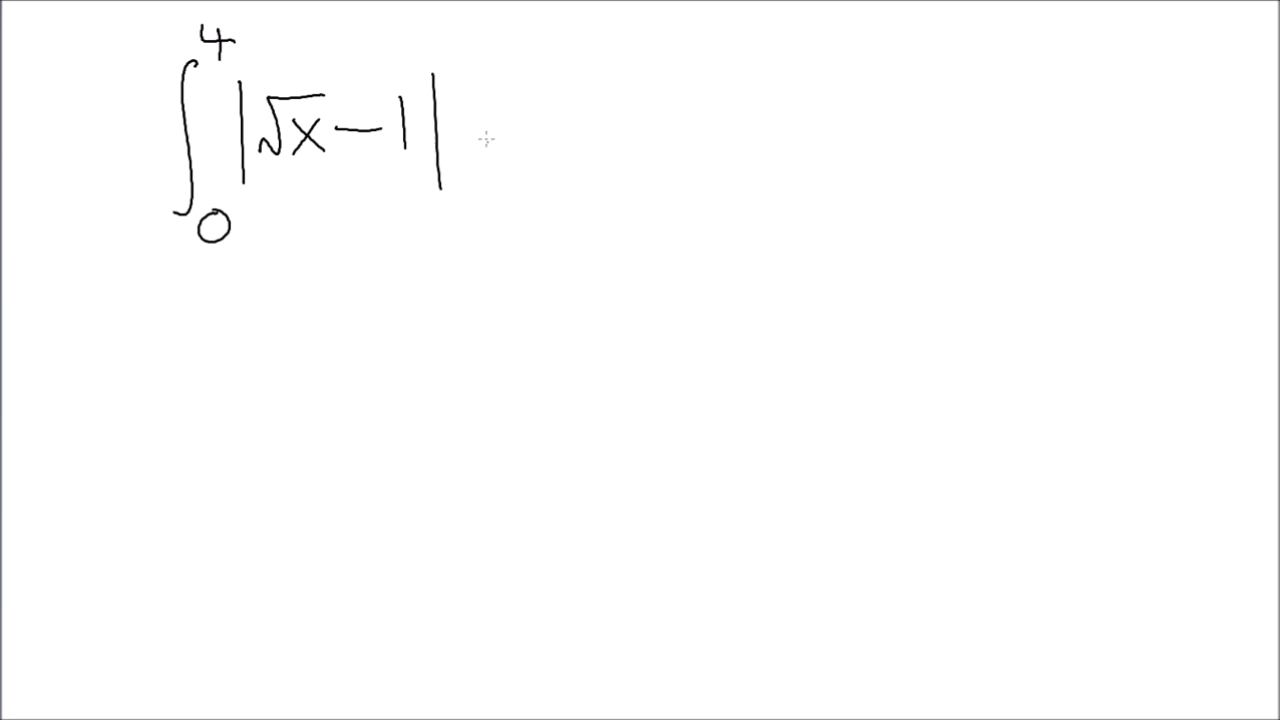 ∫₀⁴ |√x − 1|